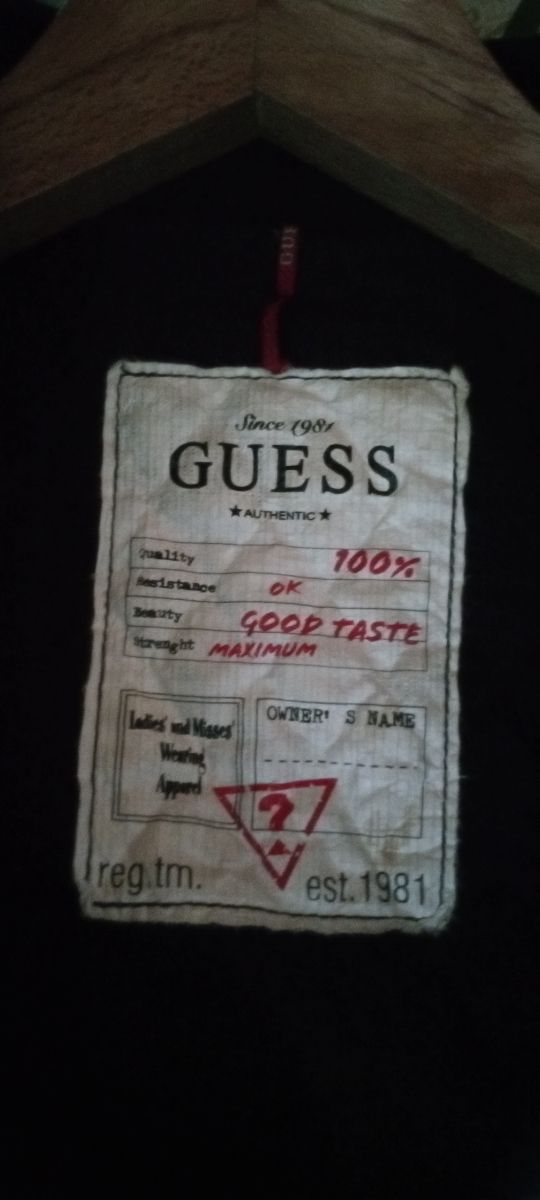 GUE
Since 1981
GUESS
★AUTHENTIC★
Quality 100%
Resistance OK
Beauty GOOD TASTE
Strenght MAXIMUM
Ladies' and Misses'
Wearing
Apparel
OWNER' S NAME
?
reg.tm.
est.1981